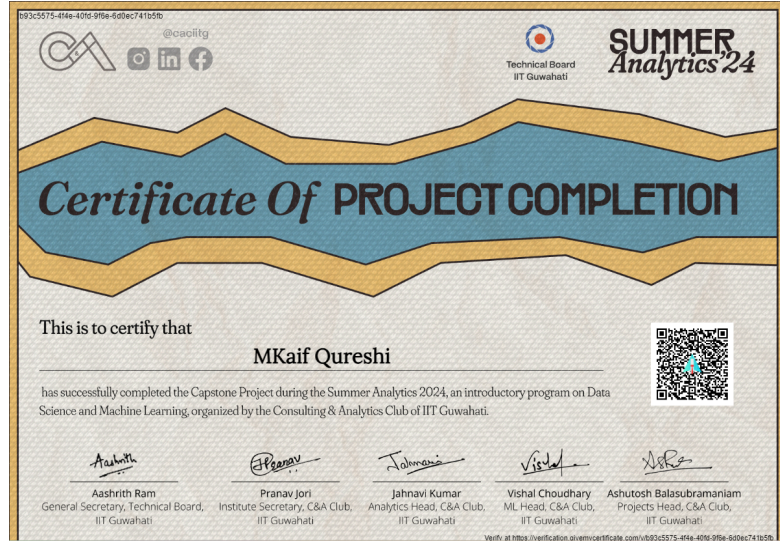 b93c5575-4f4e-40fd-9f6e-6d0ec741b5fb
@caciitg
Technical Board
IIT Guwahati
SUMMER
Analytics'24
Certificate Of PROJECT COMPLETION
This is to certify that
MKaif Qureshi
has successfully completed the Capstone Project during the Summer Analytics 2024, an introductory program on Data
Science and Machine Learning, organized by the Consulting & Analytics Club of IIT Guwahati.
Aashrith Ram
General Secretary, Technical Board,
IIT Guwahati
Pranav Jori
Institute Secretary, C&A Club,
IIT Guwahati
Jahnavi Kumar
Analytics Head, C&A Club,
IIT Guwahati
Vishal Choudhary
ML Head, C&A Club,
IIT Guwahati
Ashutosh Balasubramaniam
Projects Head, C&A Club,
IIT Guwahati
Verify at https://verification.givemycertificate.com/v/b93c5575-4f4e-40fd-9f6e-6d0ec741b5fb